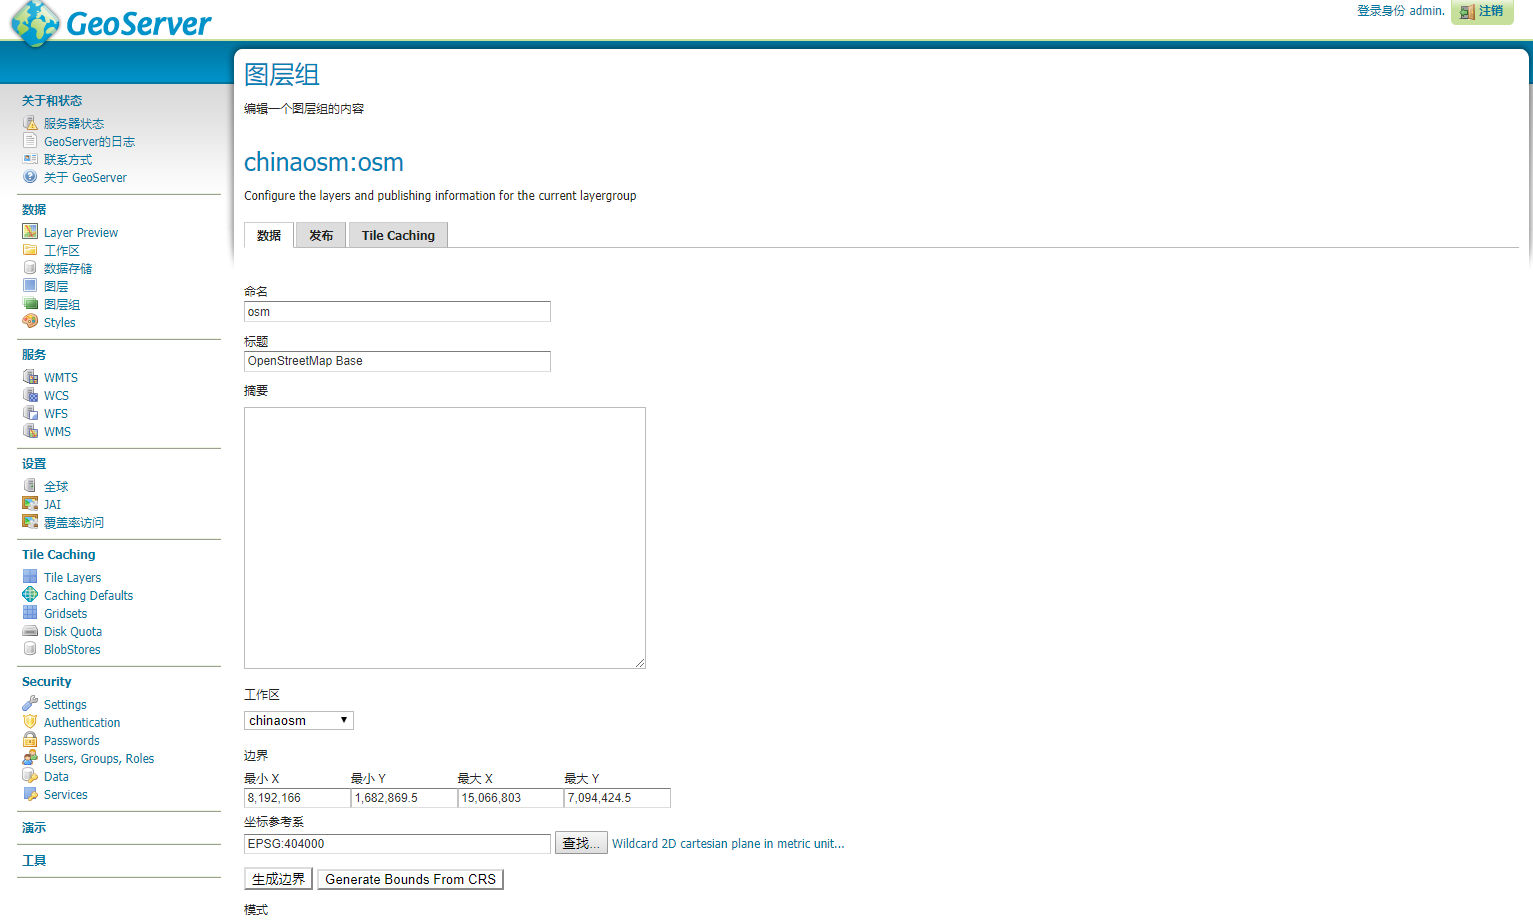 GeoServer
登录身份 admin.
注销
关于和状态
服务器状态
GeoServer的日志
联系方式
关于 GeoServer
数据
Layer Preview
工作区
数据存储
图层
图层组
Styles
服务
WMTS
WCS
WFS
WMS
设置
全球
JAI
覆盖率访问
Tile Caching
Tile Layers
Caching Defaults
Gridsets
Disk Quota
BlobStores
Security
Settings
Authentication
Passwords
Users, Groups, Roles
Data
Services
演示
工具
图层组
编辑一个图层组的内容
chinaosm:osm
Configure the layers and publishing information for the current layergroup
数据 发布 Tile Caching
命名
osm
标题
OpenStreetMap Base
摘要
工作区
chinaosm
边界
最小 X 最小 Y 最大 X 最大 Y
8,192,166 1,682,869.5 15,066,803 7,094,424.5
坐标参考系
EPSG:404000 查找... Wildcard 2D cartesian plane in metric unit...
生成边界 Generate Bounds From CRS
模式